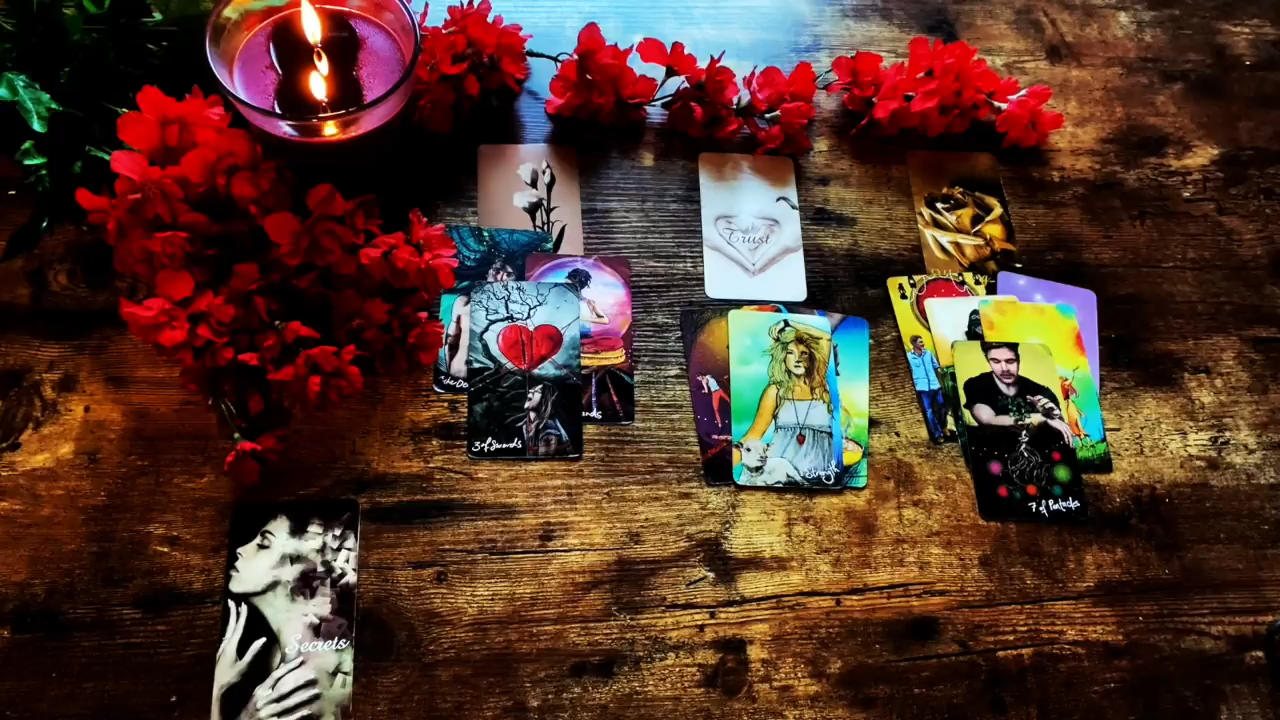 Trust
3 of Swords
Strength
7 of Pentacles
Secrets